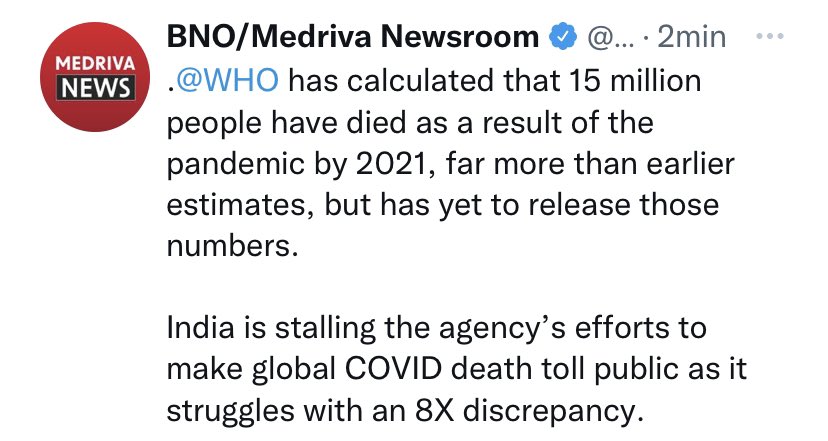 MEDRIVA
NEWS
BNO/Medriva Newsroom @... · 2min
.@WHO has calculated that 15 million
people have died as a result of the
pandemic by 2021, far more than earlier
estimates, but has yet to release those
numbers.
India is stalling the agency’s efforts to
make global COVID death toll public as it
struggles with an 8X discrepancy.